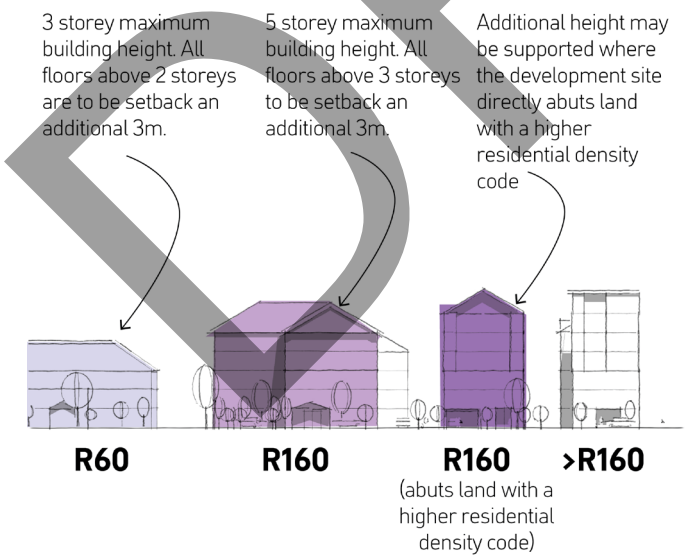 3 storey maximum
building height. All
floors above 2 storeys
are to be setback an
additional 3m.
5 storey maximum
building height. All
floors above 3 storeys
to be setback an
additional 3m.
Additional height may
be supported where
the development site
directly abuts land
with a higher
residential density
code
R60
R160
R160
(abuts land with a
higher residential
density code)
>R160